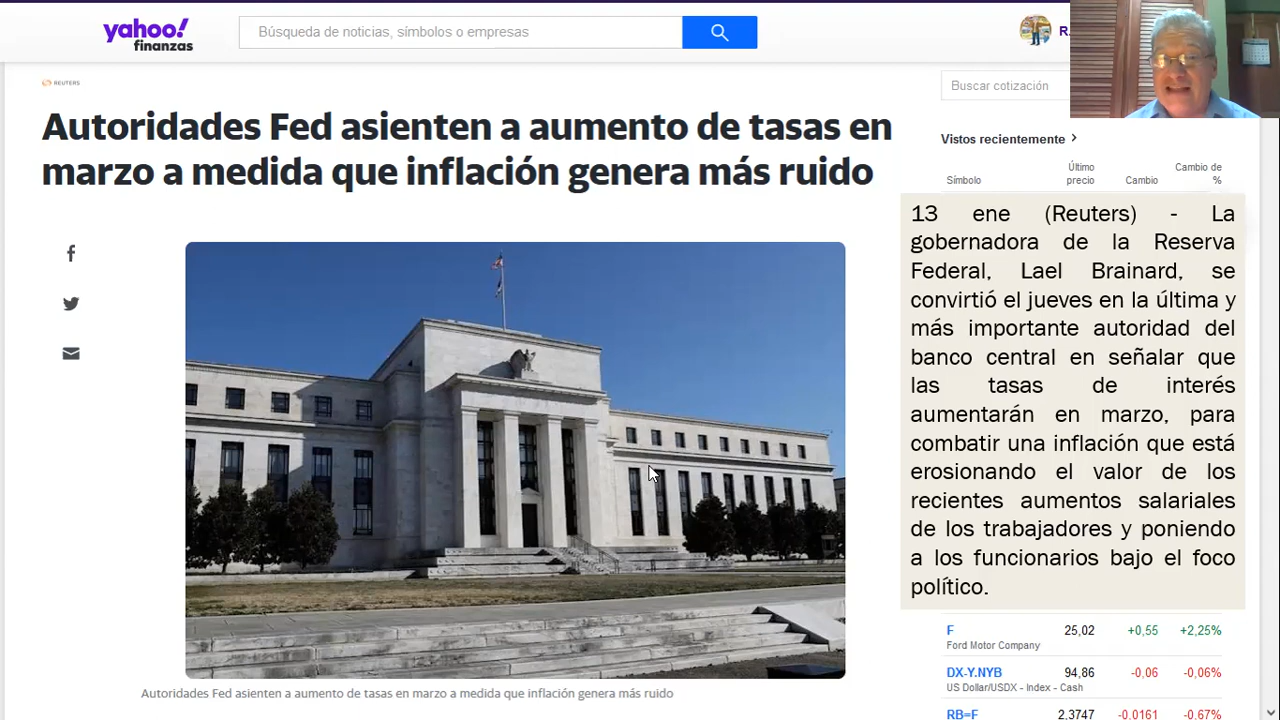 yahoo!
finanzas
Búsqueda de noticias, símbolos o empresas
REUTERS
Buscar cotización
Autoridades Fed asienten a aumento de tasas en
marzo a medida que inflación genera más ruido
Vistos recientemente
Símbolo Último precio Cambio Cambio de %
13 ene (Reuters) - La
gobernadora de la Reserva
Federal, Lael Brainard, se
convirtió el jueves en la última y
más importante autoridad del
banco central en señalar que
las tasas de interés
aumentarán en marzo, para
combatir una inflación que está
erosionando el valor de los
recientes aumentos salariales
de los trabajadores y poniendo
a los funcionarios bajo el foco
político.
F 25,02 +0,55 +2,25%
Ford Motor Company
DX-Y.NYB 94,86 -0,06 -0,06%
US Dollar/USDX - Index - Cash
RB=F 2,3747 -0,0161 -0,67%
Autoridades Fed asienten a aumento de tasas en marzo a medida que inflación genera más ruido